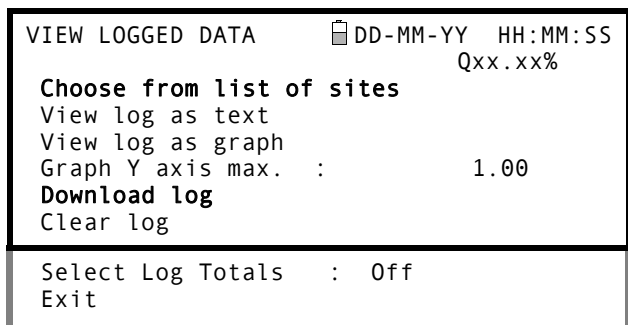 VIEW LOGGED DATA DD-MM-YY HH:MM:SS
Qxx.xx%
Choose from list of sites
View log as text
View log as graph
Graph Y axis max. : 1.00
Download log
Clear log
Select Log Totals : Off
Exit